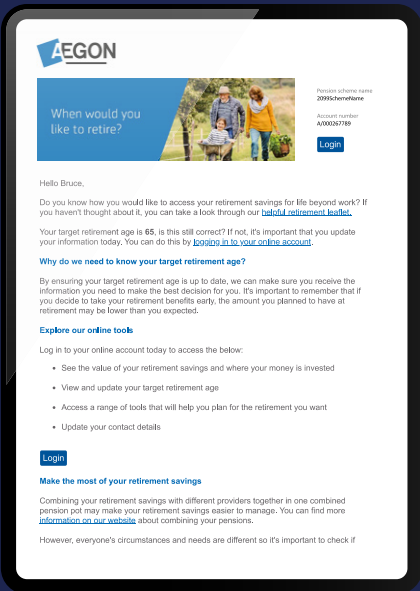 AEGON
When would you
like to retire?
Pension scheme name
2099SchemeName
Account number
A/000267789
Login
Hello Bruce,
Do you know how you would like to access your retirement savings for life beyond work? If
you haven't thought about it, you can take a look through our helpful retirement leaflet.
Your target retirement age is 65, is this still correct? If not, it's important that you update
your information today. You can do this by logging in to your online account.
Why do we need to know your target retirement age?
By ensuring your target retirement age is up to date, we can make sure you receive the
information you need to make the best decision for you. It's important to remember that if
you decide to take your retirement benefits early, the amount you planned to have at
retirement may be lower than you expected.
Explore our online tools
Log in to your online account today to access the below:
• See the value of your retirement savings and where your money is invested
• View and update your target retirement age
• Access a range of tools that will help you plan for the retirement you want
• Update your contact details
Login
Make the most of your retirement savings
Combining your retirement savings with different providers together in one combined
pension pot may make your retirement savings easier to manage. You can find more
information on our website about combining your pensions.
However, everyone's circumstances and needs are different so it's important to check if